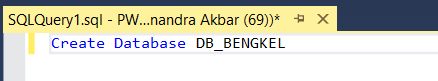 SQLQuery1.sql - PW...nandra Akbar (69))*
Create Database DB_BENGKEL